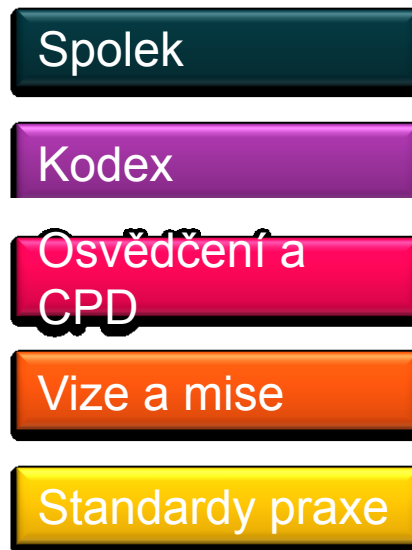 Spolek
Kodex
Osvědčení a
CPD
Vize a mise
Standardy praxe